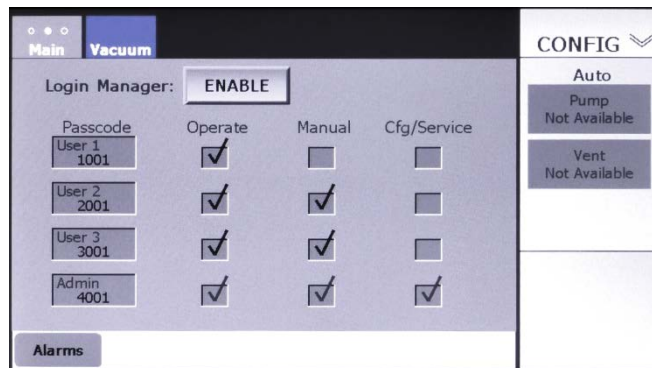 Main
Vacuum
CONFIG
Login Manager:
ENABLE
Auto
Pump
Not Available
Vent
Not Available
Passcode Operate Manual Cfg/Service
User 1
1001
User 2
2001
User 3
3001
Admin
4001
Alarms